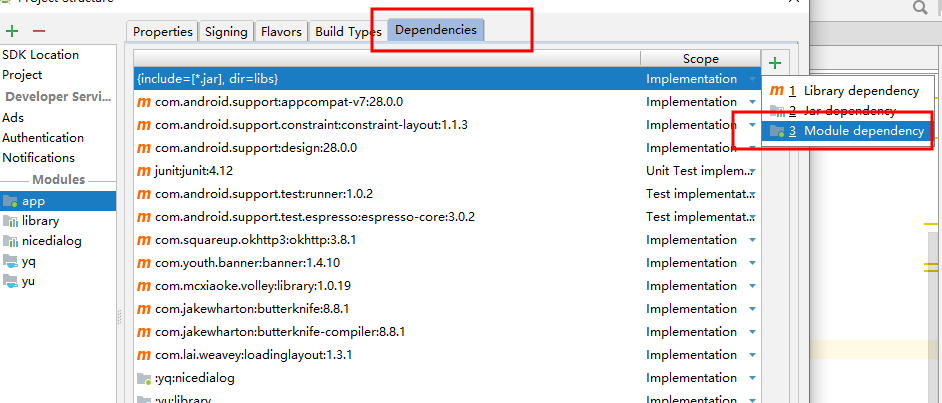 Project Structure
Properties Signing Flavors Build Types Dependencies
SDK Location
Project
Developer Servi...
Ads
Authentication
Notifications
Modules
app
library
nicedialog
yq
yu
Scope
{include=[*.jar], dir=libs} Implementation
com.android.support:appcompat-v7:28.0.0 Implementation
com.android.support.constraint:constraint-layout:1.1.3 Implementation
com.android.support:design:28.0.0 Implementation
junit:junit:4.12 Unit Test implem...
com.android.support.test:runner:1.0.2 Test implementat...
com.android.support.test.espresso:espresso-core:3.0.2 Test implementat...
com.squareup.okhttp3:okhttp:3.8.1 Implementation
com.youth.banner:banner:1.4.10 Implementation
com.mcxiaoke.volley:library:1.0.19 Implementation
com.jakewharton:butterknife:8.8.1 Implementation
com.jakewharton:butterknife-compiler:8.8.1 Implementation
com.lai.weavey:loadinglayout:1.3.1 Implementation
:yq:nicedialog Implementation
:yu:library Implementation
1 Library dependency
2 Jar dependency
3 Module dependency